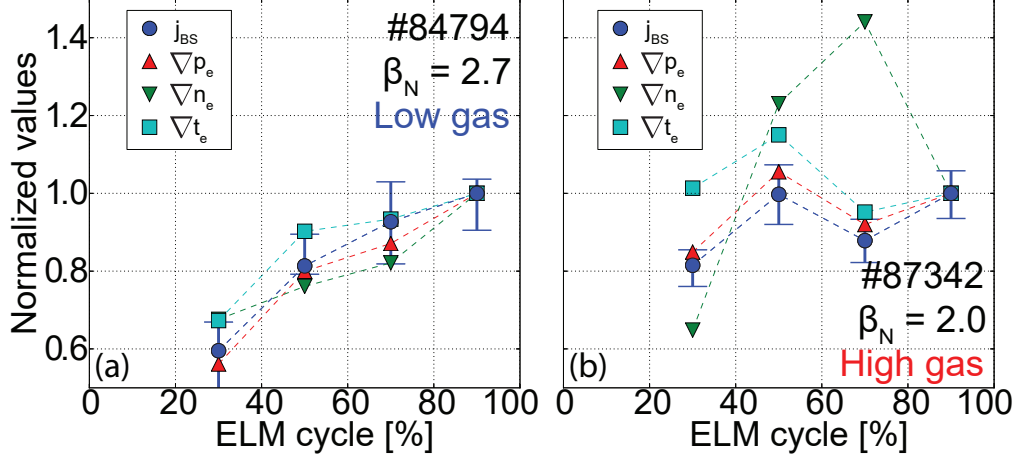 Normalized values
1.4
1.2
1.0
0.8
0.6
j_BS
∇p_e
∇n_e
∇t_e
#84794
β_N = 2.7
Low gas
(a)
0 20 40 60 80 100
ELM cycle [%]
j_BS
∇p_e
∇n_e
∇t_e
#87342
β_N = 2.0
High gas
(b)
0 20 40 60 80 100
ELM cycle [%]